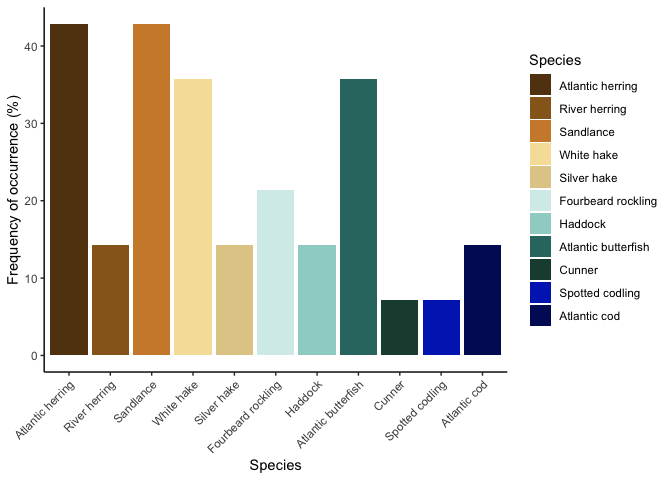 Frequency of occurrence (%)
40
30
20
10
0
Atlantic herring
River herring
Sandlance
White hake
Silver hake
Fourbeard rockling
Haddock
Atlantic butterfish
Cunner
Spotted codling
Atlantic cod
Species
Species
Atlantic herring
River herring
Sandlance
White hake
Silver hake
Fourbeard rockling
Haddock
Atlantic butterfish
Cunner
Spotted codling
Atlantic cod